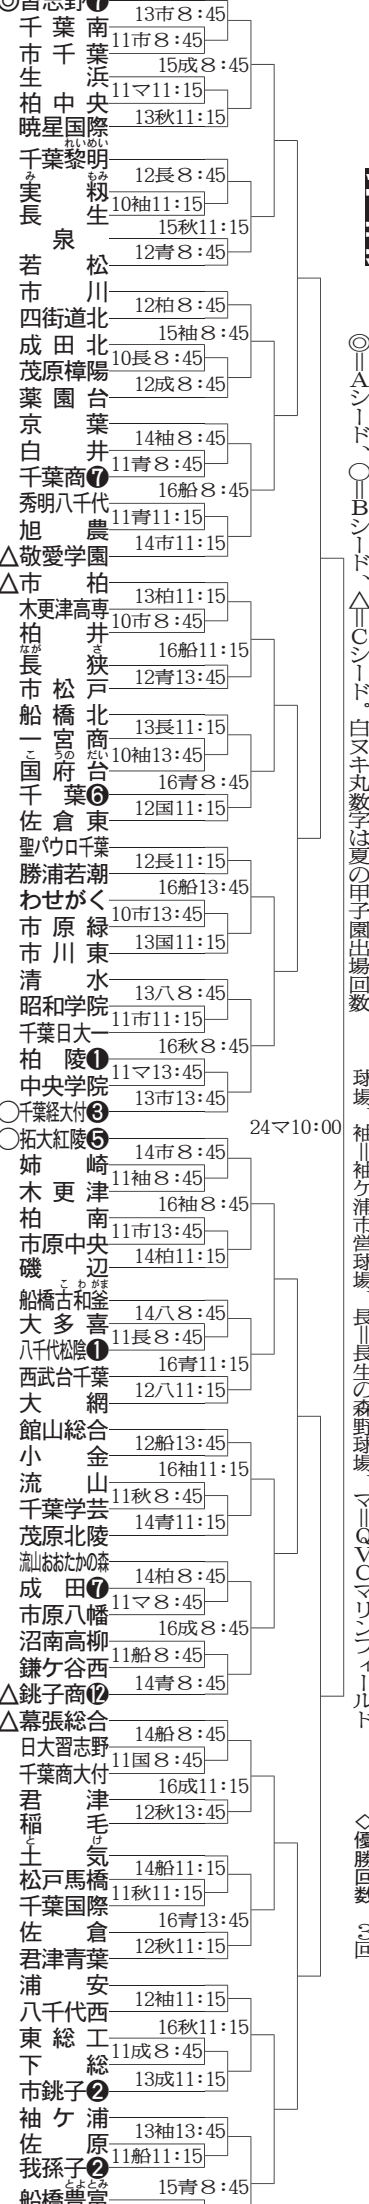 ◎習志野❼
千葉南
市千葉
生浜
柏中央
暁星国際
千葉黎明
れいめい
実籾
みもみ
長生
泉
若松
市川
四街道北
成田北
茂原樟陽
薬園台
京葉
白井
千葉商❼
秀明八千代
旭農
△敬愛学園
△市柏
木更津高専
柏井
長狭
ながさ
市松戸
船橋北
一宮商
国府台
こうのだい
千葉❻
佐倉東
聖パウロ千葉
勝浦若潮
わせがく
市原緑
市川東
清水
昭和学院
千葉日大一
柏陵❶
中央学院
○千葉経大付❸
○拓大紅陵❺
姉崎
木更津
柏南
市原中央
磯辺
船橋古和釜
こわがま
大多喜
八千代松陰❶
西武台千葉
大網
館山総合
小金
流山
千葉学芸
茂原北陵
流山おおたかの森
成田❼
市原八幡
沼南高柳
鎌ケ谷西
△銚子商⓬
△幕張総合
日大習志野
千葉商大付
君津
稲毛
土気
とけ
松戸馬橋
千葉国際
佐倉
君津青葉
浦安
八千代西
東総工
下総
市銚子❷
袖ケ浦
佐原
我孫子❷
船橋豊富
とよとみ
13市8:45
11市8:45
15成8:45
11マ11:15
13秋11:15
12長8:45
10袖11:15
15秋11:15
12青8:45
12柏8:45
15袖8:45
10長8:45
12成8:45
14袖8:45
11青8:45
16船8:45
11青11:15
14市11:15
13柏11:15
10市8:45
16船11:15
12青13:45
13長11:15
10袖13:45
16青8:45
12国11:15
12長11:15
16船13:45
10市13:45
13国11:15
13八8:45
11市11:15
16秋8:45
11マ13:45
13市13:45
24マ10:00
14市8:45
11袖8:45
16袖8:45
11市13:45
14柏11:15
14八8:45
11長8:45
16青11:15
12八11:15
12船13:45
16袖11:15
11秋8:45
14青11:15
14柏8:45
11マ8:45
16成8:45
11船8:45
14青8:45
14船8:45
11国8:45
16成11:15
12秋13:45
14船11:15
11秋11:15
16青13:45
12秋11:15
12袖11:15
16秋11:15
11成8:45
13成11:15
13袖13:45
11船11:15
15青8:45
◎=Aシード、○=Bシード、△=Cシード。白ヌキ丸数字は夏の甲子園出場回数
球場、袖=袖ケ浦市営球場、長=長生の森野球場、マ=QVCマリンフィールド
◇優勝回数 3回